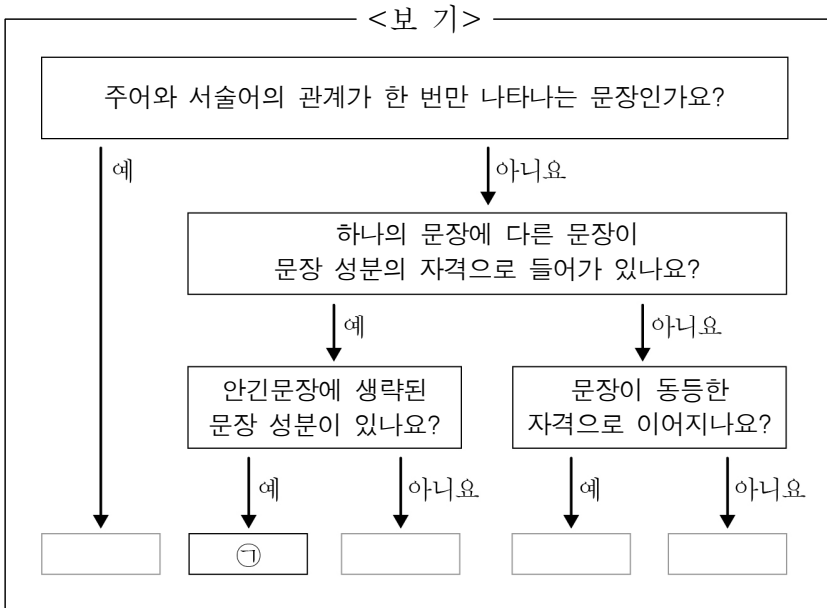 <보 기>
주어와 서술어의 관계가 한 번만 나타나는 문장인가요?
예
아니요
하나의 문장에 다른 문장이
문장 성분의 자격으로 들어가 있나요?
예
아니요
안긴문장에 생략된
문장 성분이 있나요?
문장이 동등한
자격으로 이어지나요?
예
아니요
예
아니요
㉠